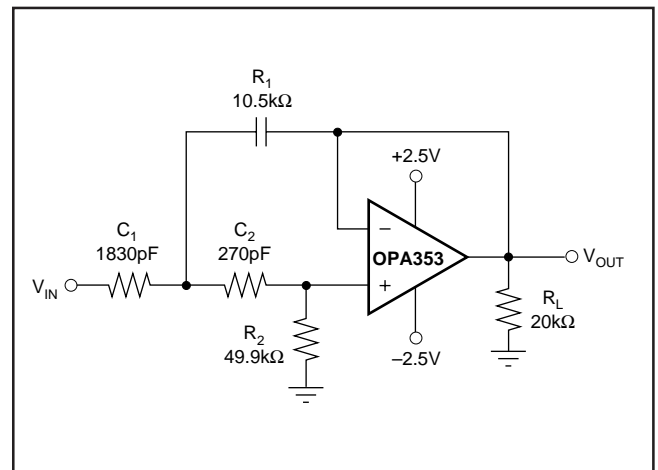 R1
10.5kΩ
+2.5V
C1
1830pF
C2
270pF
–
OPA353
+
VIN
VOUT
R2
49.9kΩ
–2.5V
RL
20kΩ